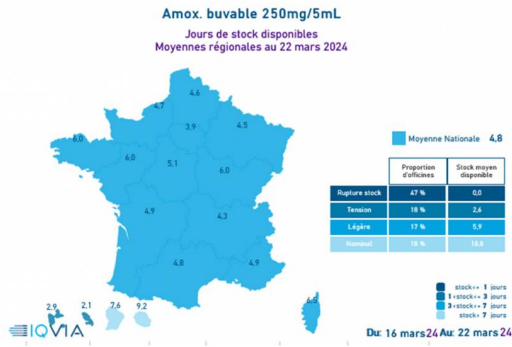 Amox. buvable 250mg/5mL
Jours de stock disponibles
Moyennes régionales au 22 mars 2024
4.6
4.7
3.9
4.5
6.0
6.0
5.1
6.0
4.9
4.3
4.8
4.9
6.5
2.9
2.1
7.6
9.2
IQVIA
Moyenne Nationale 4,8
Proportion d'officines Stock moyen disponible
Rupture stock 47 % 0,0
Tension 18 % 2,6
Légère 17 % 5,9
Nominal 18 %
stock<= 1 jours
1<stock<= 3 jours
3<stock<= 7 jours
stock> 7 jours
Du: 16 mars24 Au: 22 mars 24